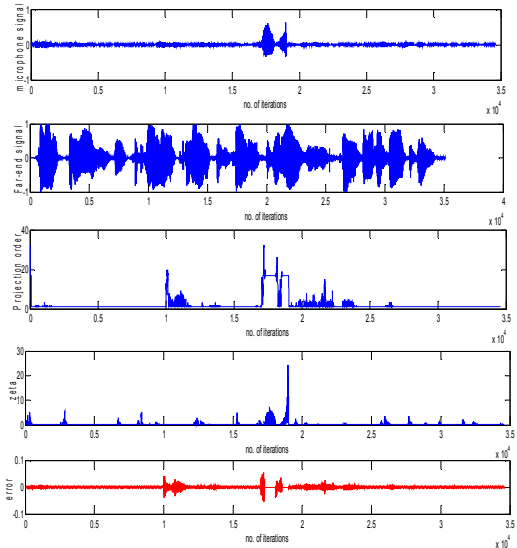 1
0
-1
microphone signal
0 0.5 1 1.5 2 2.5 3 3.5
no. of iterations
x 10^4
1
0
-1
Far-end signal
0 0.5 1 1.5 2 2.5 3 3.5 4
no. of iterations
x 10^4
40
20
0
Projection order
0 0.5 1 1.5 2 2.5 3 3.5
no. of iterations
x 10^4
30
20
10
0
zeta
0 0.5 1 1.5 2 2.5 3 3.5
no. of iterations
x 10^4
0.1
0
-0.1
error
0 0.5 1 1.5 2 2.5 3 3.5
no. of iterations
x 10^4